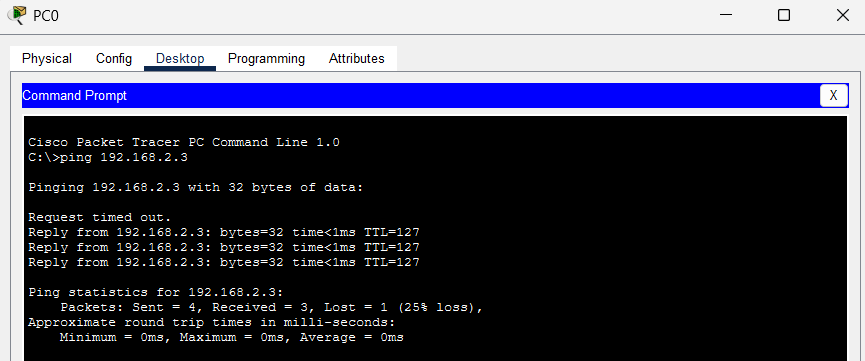 PC0
Physical Config Desktop Programming Attributes
Command Prompt X
Cisco Packet Tracer PC Command Line 1.0
C:\>ping 192.168.2.3
Pinging 192.168.2.3 with 32 bytes of data:
Request timed out.
Reply from 192.168.2.3: bytes=32 time<1ms TTL=127
Reply from 192.168.2.3: bytes=32 time<1ms TTL=127
Reply from 192.168.2.3: bytes=32 time<1ms TTL=127
Ping statistics for 192.168.2.3:
    Packets: Sent = 4, Received = 3, Lost = 1 (25% loss),
Approximate round trip times in milli-seconds:
    Minimum = 0ms, Maximum = 0ms, Average = 0ms